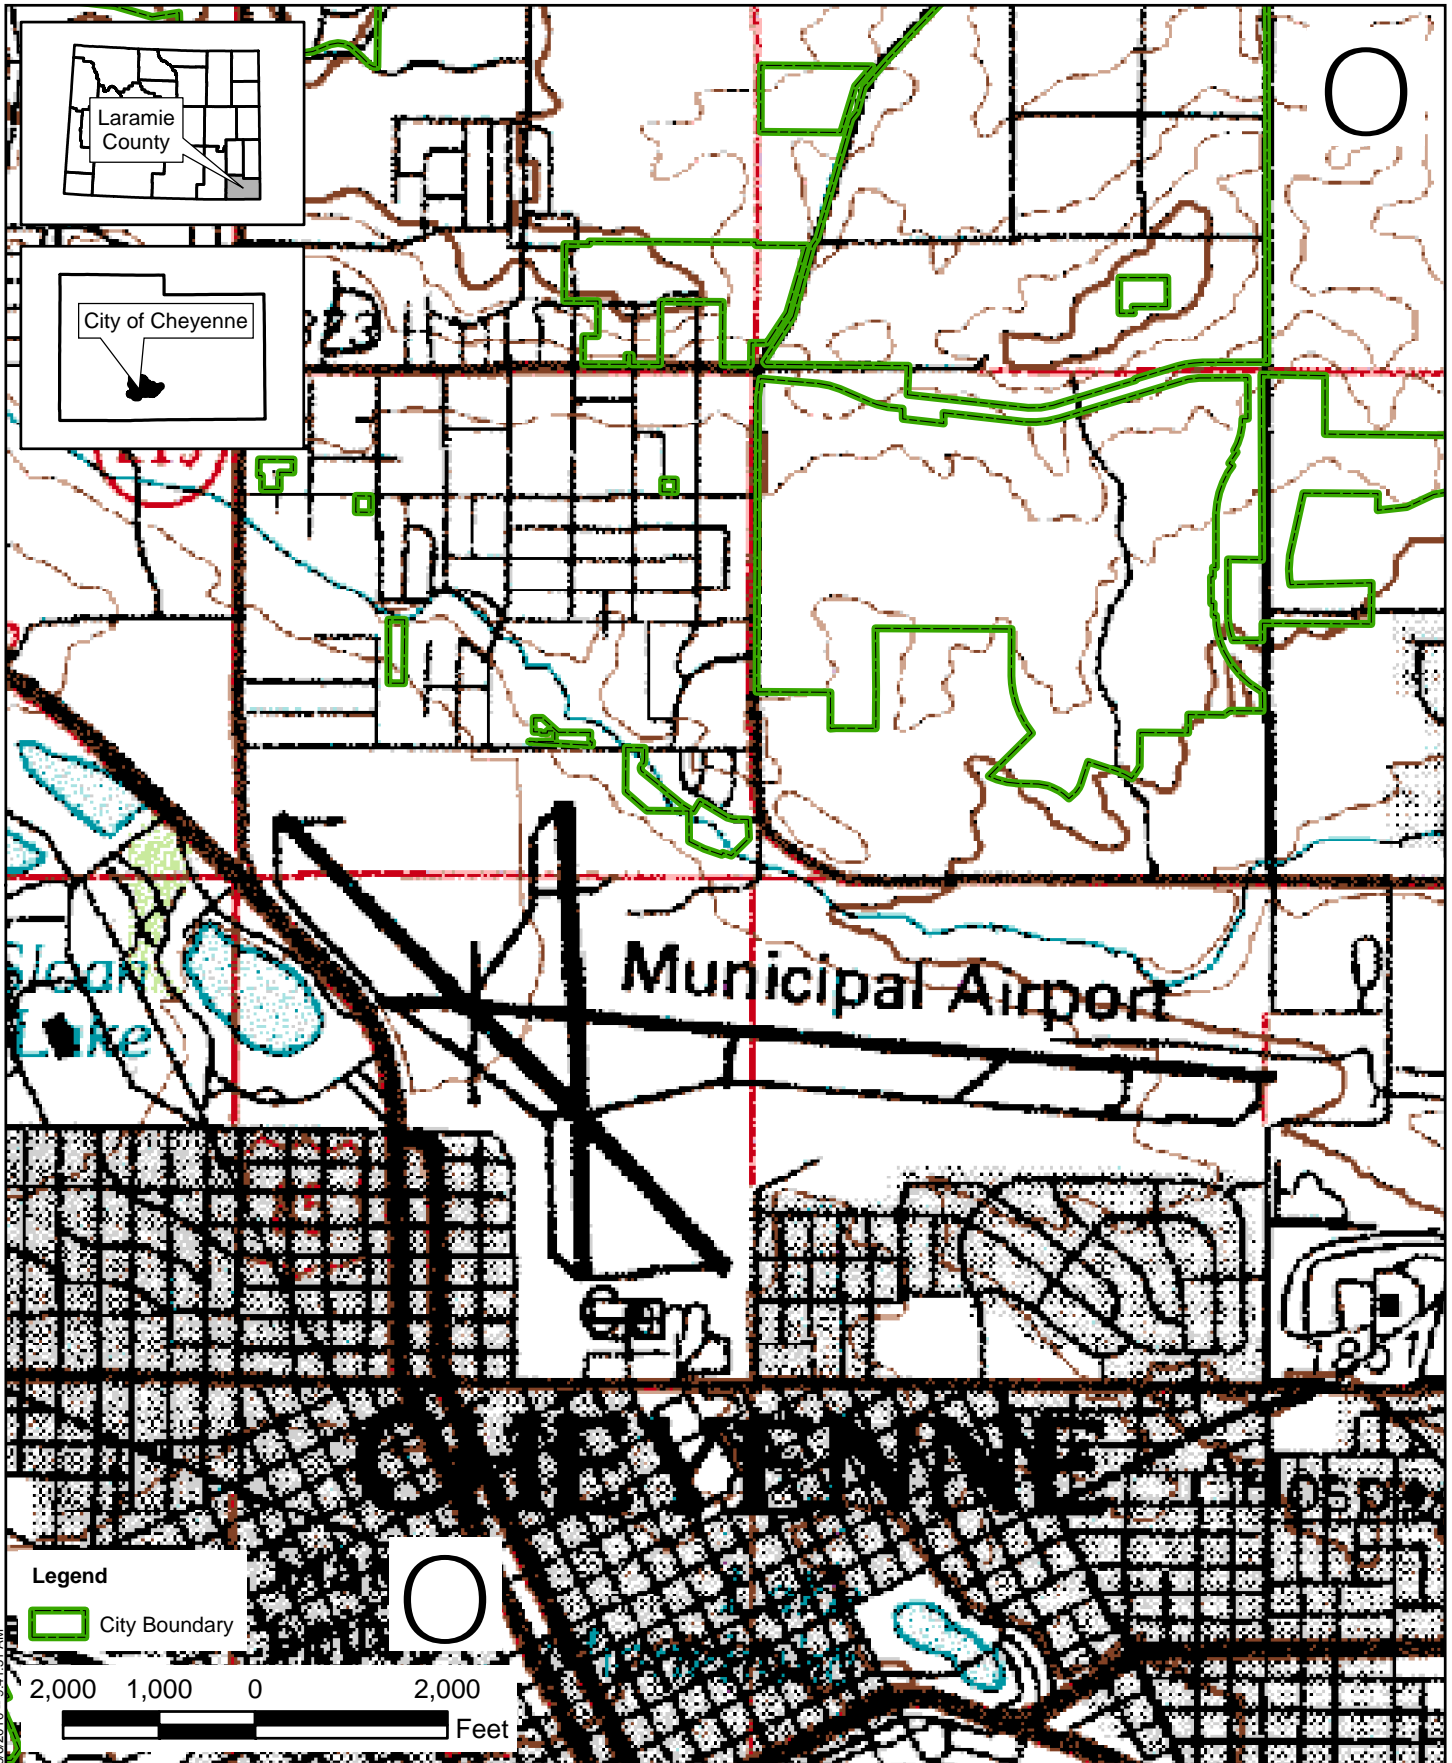 Laramie
County
City of Cheyenne
O
Sloan
Lake
Municipal Airport
CHEYENNE
Hosp
Legend
City Boundary
O
2,000 1,000 0 2,000
Feet